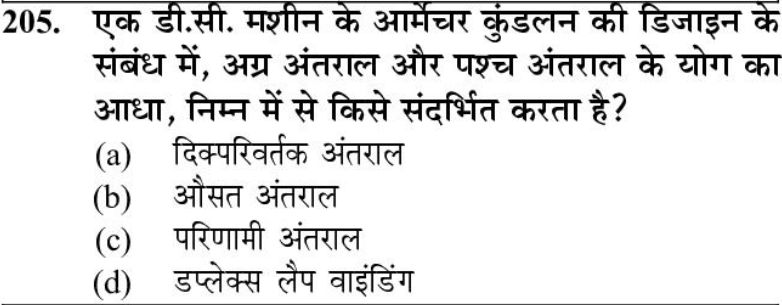 205. एक डी.सी. मशीन के आर्मेचर कुंडलन की डिजाइन के
संबंध में, अग्र अंतराल और पश्च अंतराल के योग का
आधा, निम्न में से किसे संदर्भित करता है?
(a) दिक्परिवर्तक अंतराल
(b) औसत अंतराल
(c) परिणामी अंतराल
(d) डप्लेक्स लैप वाइंडिंग